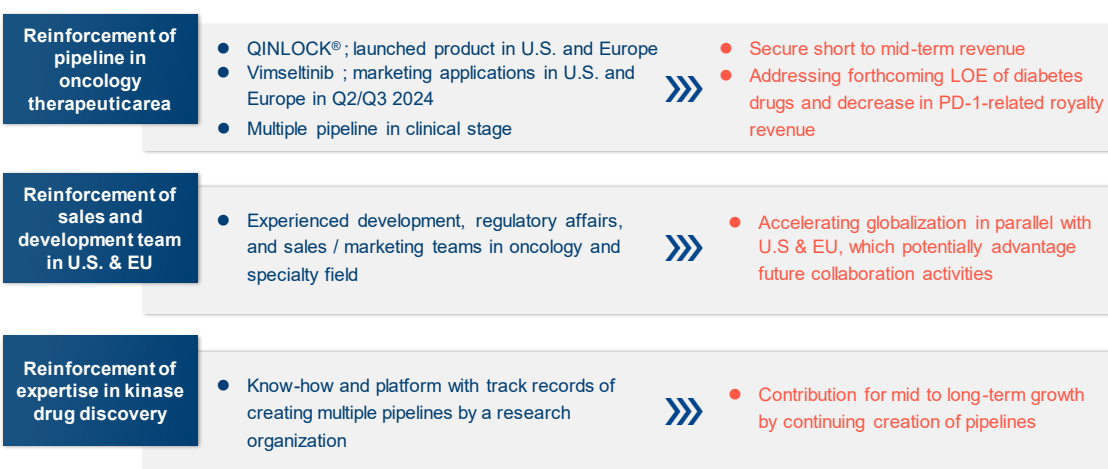 Reinforcement of
pipeline in
oncology
therapeuticarea
● QINLOCK® ; launched product in U.S. and Europe
● Vimseltinib ; marketing applications in U.S. and
Europe in Q2/Q3 2024
● Multiple pipeline in clinical stage
● Secure short to mid-term revenue
● Addressing forthcoming LOE of diabetes
drugs and decrease in PD-1-related royalty
revenue
Reinforcement of
sales and
development team
in U.S. & EU
● Experienced development, regulatory affairs,
and sales / marketing teams in oncology and
specialty field
● Accelerating globalization in parallel with
U.S & EU, which potentially advantage
future collaboration activities
Reinforcement of
expertise in kinase
drug discovery
● Know-how and platform with track records of
creating multiple pipelines by a research
organization
● Contribution for mid to long-term growth
by continuing creation of pipelines